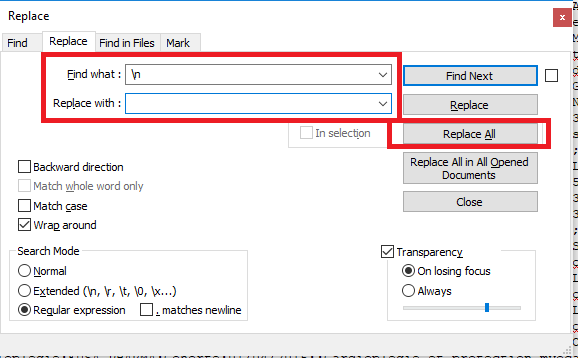 Replace
Find
Replace
Find in Files
Mark
Find what :
\n
Find Next
Replace with :
Replace
In selection
Replace All
Replace All in All Opened
Documents
Close
Backward direction
Match whole word only
Match case
Wrap around
Search Mode
Normal
Extended (\n, \r, \t, \0, \x...)
Regular expression
. matches newline
Transparency
On losing focus
Always